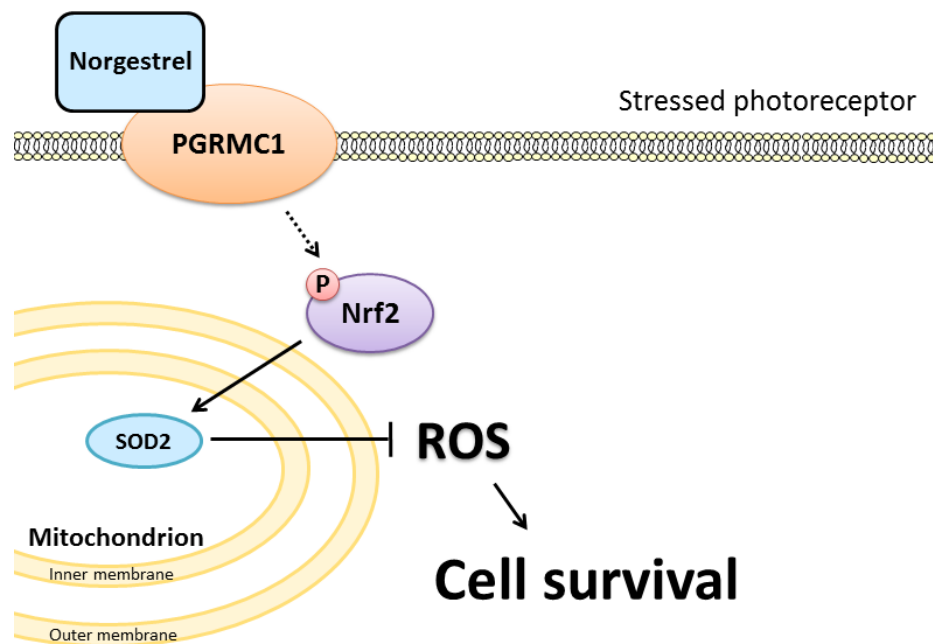 Norgestrel
Stressed photoreceptor
PGRMC1
P
Nrf2
SOD2
ROS
Mitochondrion
Inner membrane
Cell survival
Outer membrane